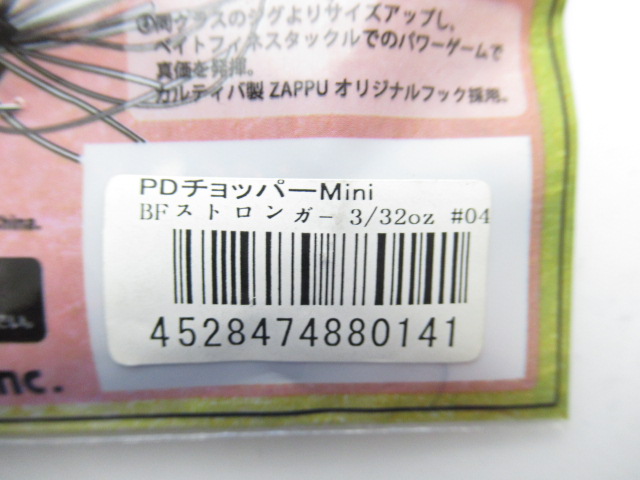 同クラスのジグよりサイズアップし、
ベイトフィネスタックルでのパワーゲームで
真価を発揮。
カルティバ製 ZAPPU オリジナルフック採用。
PDチョッパーMini
BFストロンガー 3/32oz #04
4528474880141
china.
nc.